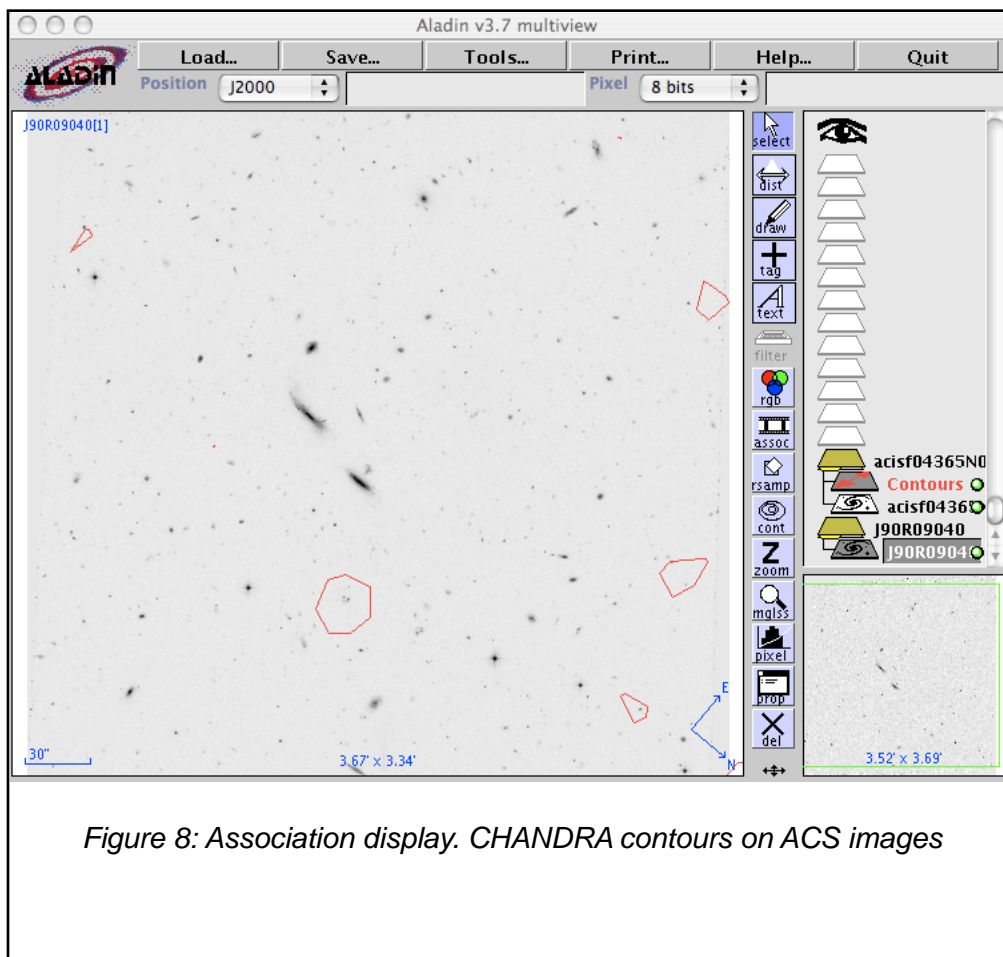 Aladin v3.7 multiview
ALADiN
Load... Save... Tools... Print... Help... Quit
Position J2000 Pixel 8 bits
J90R09040[1]
select
dist
draw
tag
text
filter
rgb
assoc
rsamp
cont
zoom
mglss
pixel
prop
del
acisf04365N0
Contours
acisf0436
J90R09040
J90R0904
E
N
30"
3.67' x 3.34'
3.52' x 3.69'
Figure 8: Association display. CHANDRA contours on ACS images